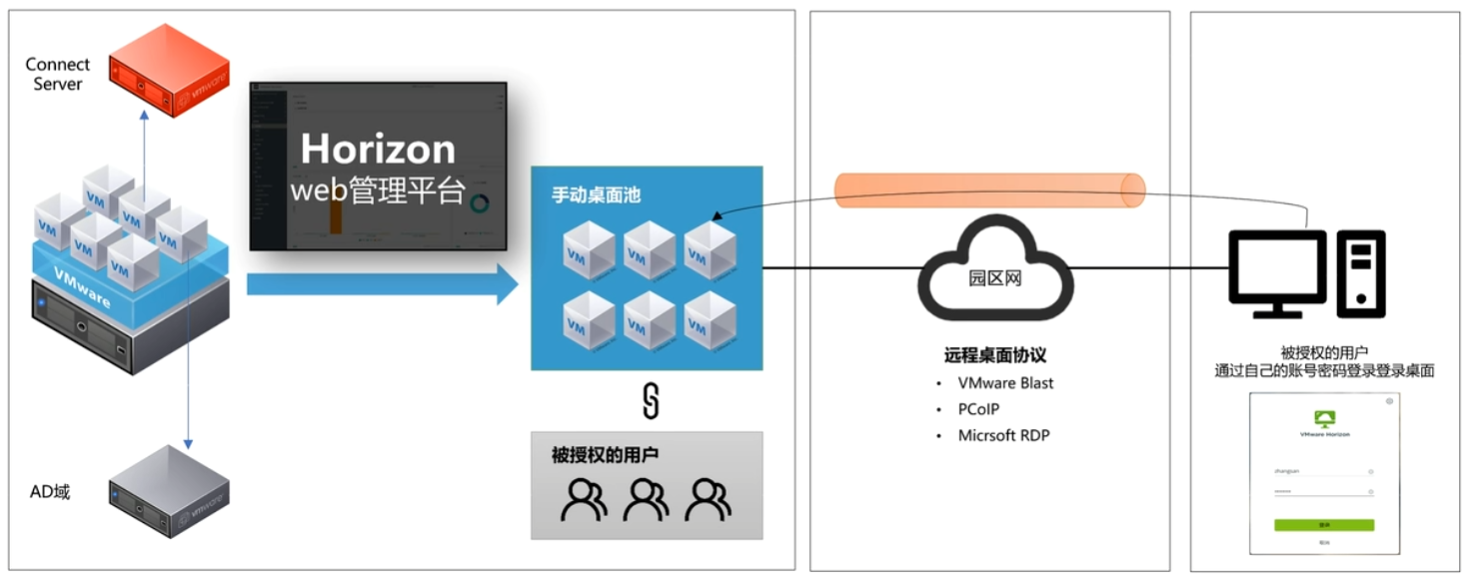 Connect
Server
vmware
VM
VM
VM
VM
VM
VM
VMware
AD域
vmware
Horizon
web管理平台
手动桌面池
VM
VM
VM
VM
VM
VM
被授权的用户
园区网
远程桌面协议
• VMware Blast
• PCoIP
• Micrsoft RDP
被授权的用户
通过自己的账号密码登录登录桌面
VMware Horizon
zhangsan
登录
取消